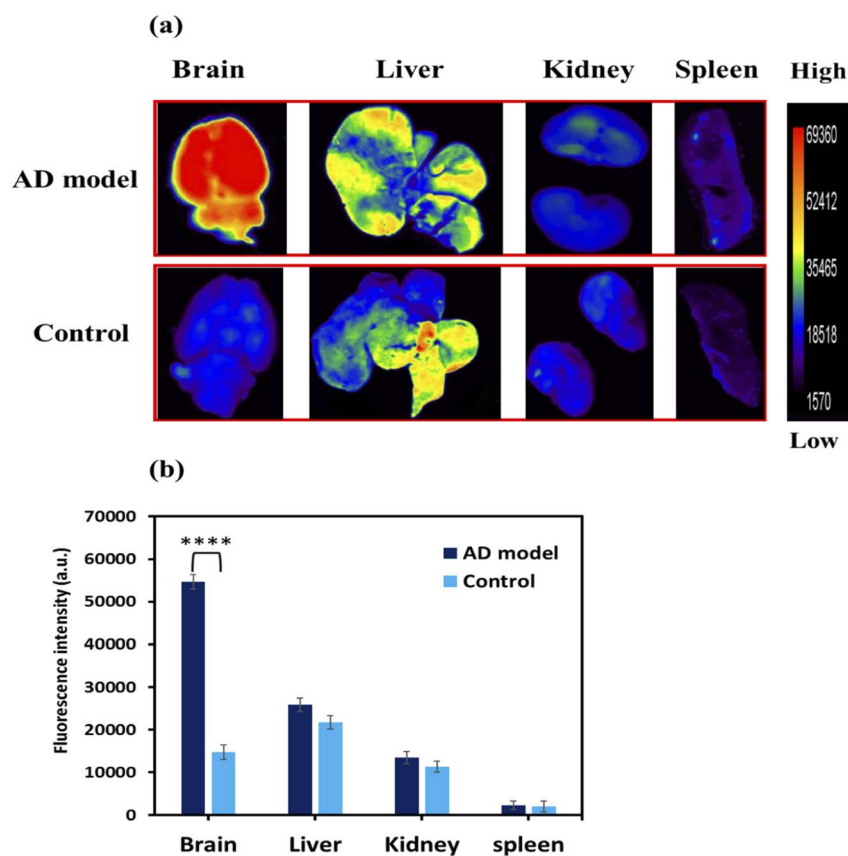 (a)
Brain Liver Kidney Spleen High
AD model
Control
69360
52412
35465
18518
1570
Low
(b)
70000
60000
50000
40000
30000
20000
10000
0
Fluorescence intensity (a.u.)
****
AD model
Control
Brain Liver Kidney spleen